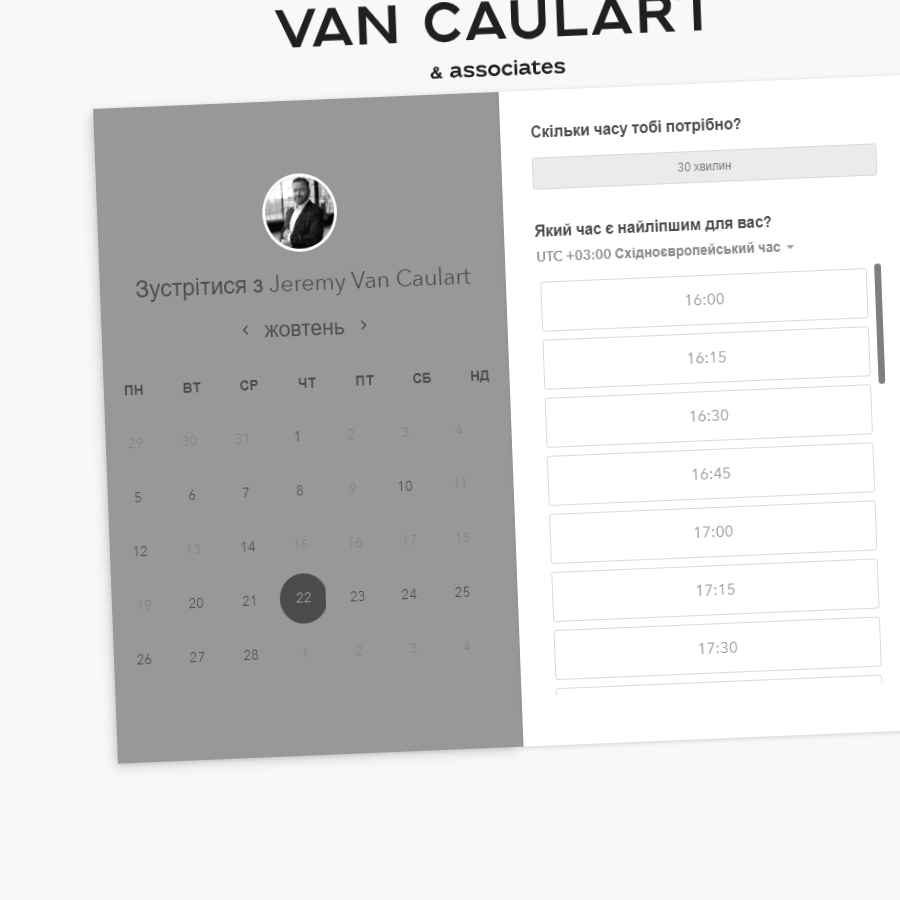 VAN CAULART
& associates
Зустрітися з Jeremy Van Caulart
‹ жовтень ›
ПН ВТ СР ЧТ ПТ СБ НД
29 30 31 1 2 3 4
5 6 7 8 9 10 11
12 13 14 15 16 17 18
19 20 21 22 23 24 25
26 27 28 1 2 3 4
Скільки часу тобі потрібно?
30 хвилин
Який час є найліпшим для вас?
UTC +03:00 Східноєвропейський час
16:00
16:15
16:30
16:45
17:00
17:15
17:30